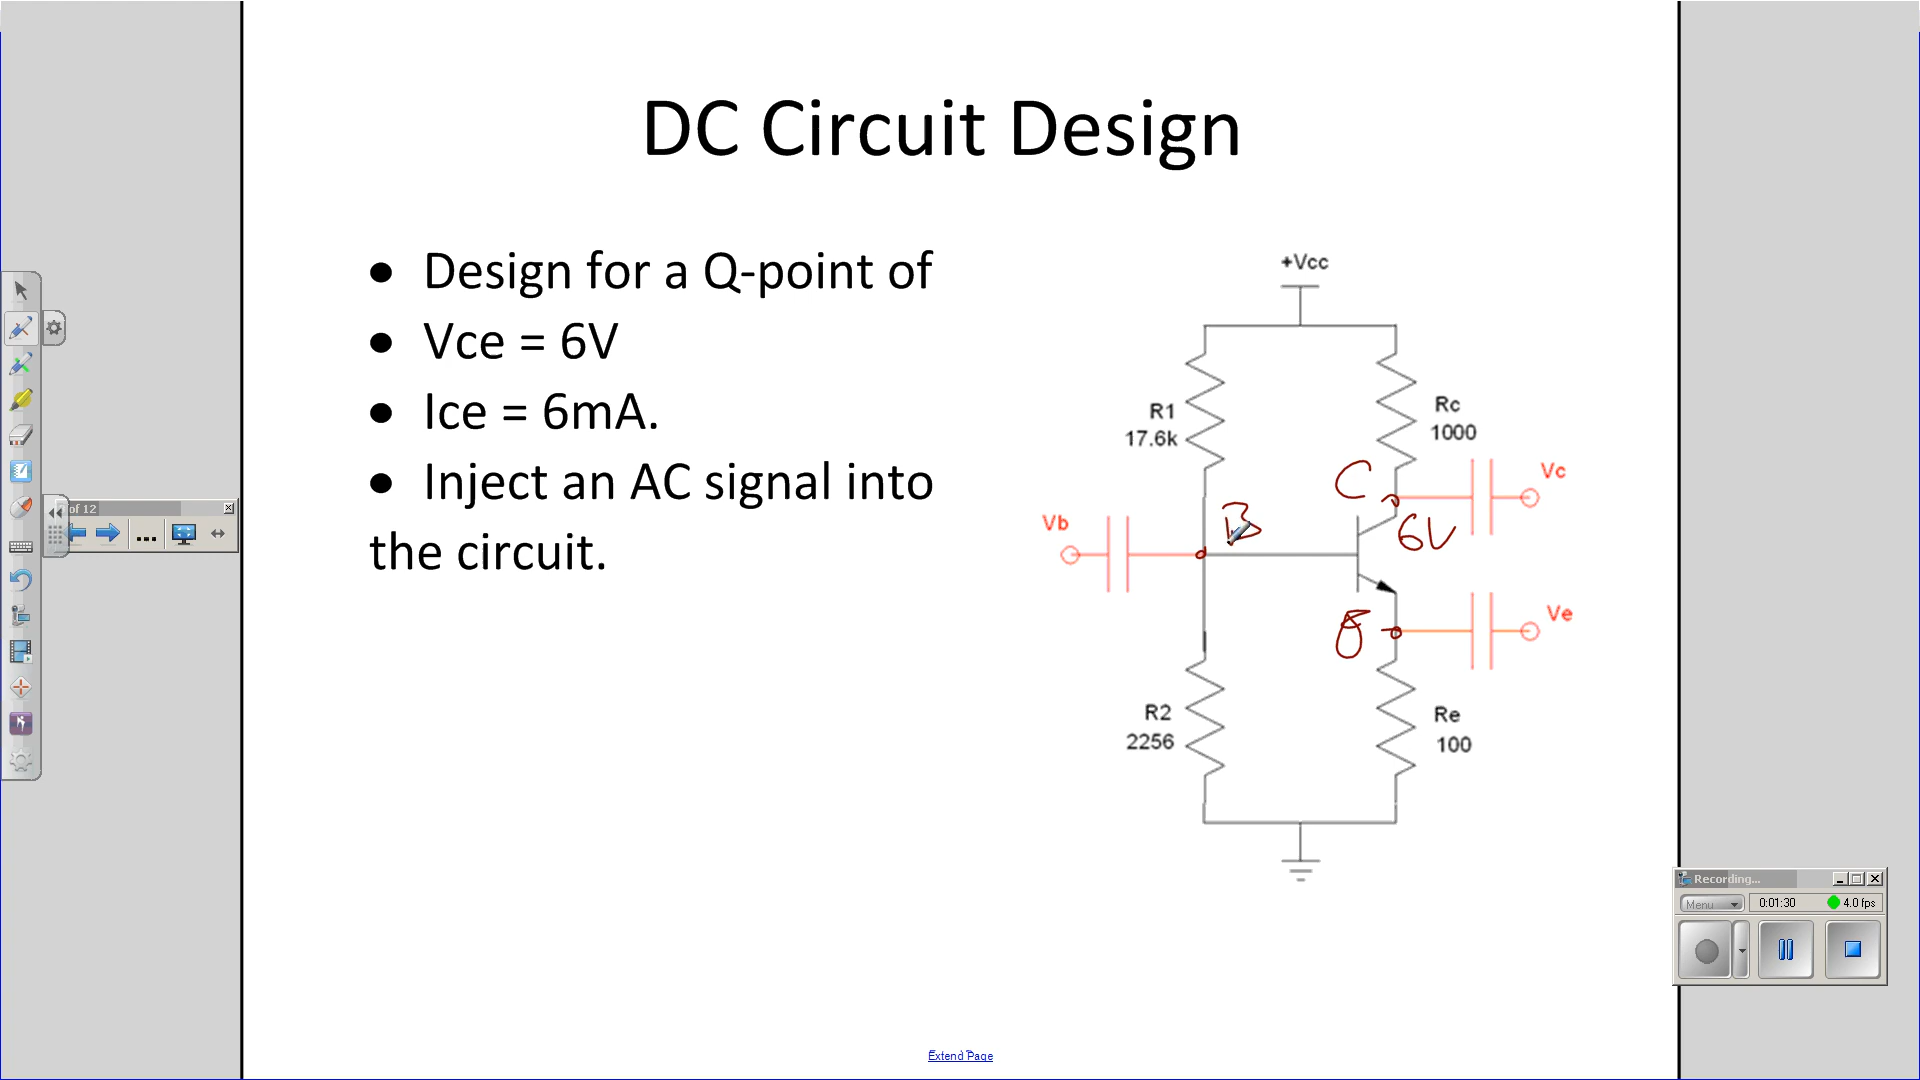 DC Circuit Design
● Design for a Q-point of
● Vce = 6V
● Ice = 6mA.
● Inject an AC signal into
the circuit.
+Vcc
R1
17.6k
Rc
1000
C
Vc
B
6V
Vb
Ve
R2
2256
Re
100
of 12
...
Recording...
Menu
0:01:30
4.0 fps
Extend Page